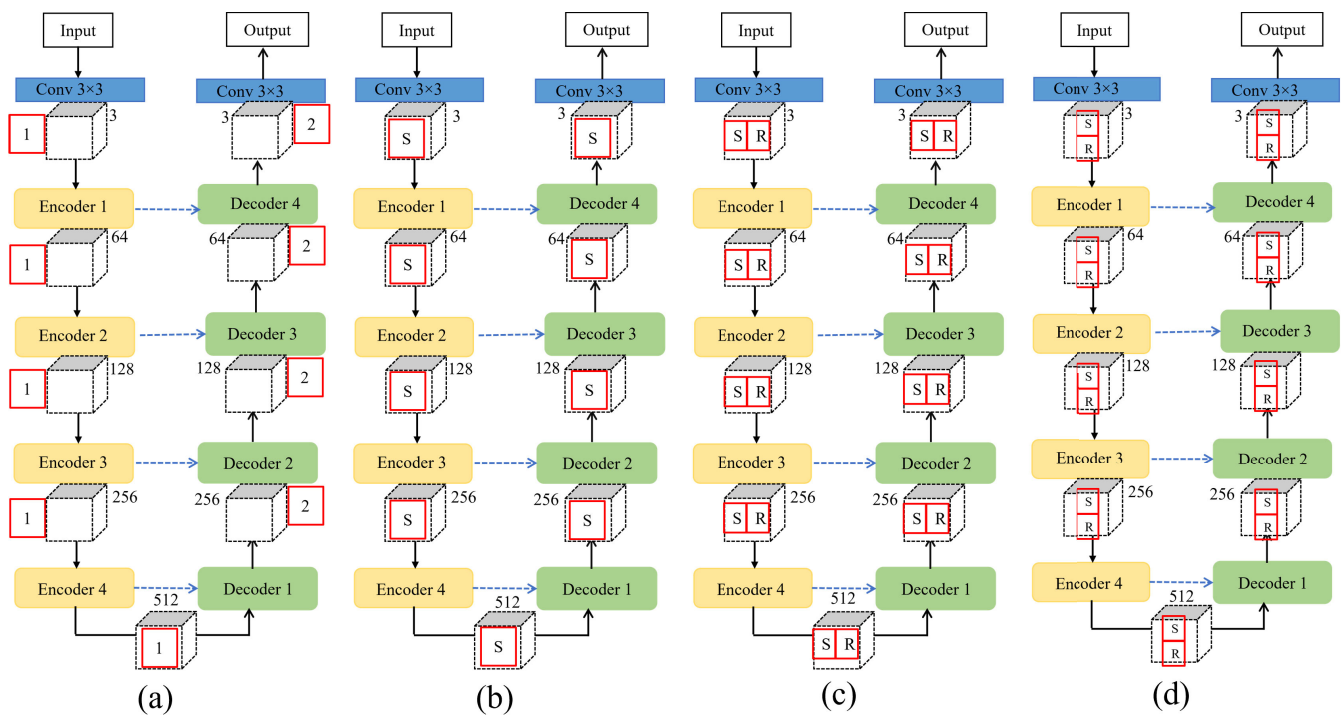 Input
Output
Conv 3×3
Conv 3×3
1
3
3
2
Encoder 1
Decoder 4
1
64
64
2
Encoder 2
Decoder 3
1
128
128
2
Encoder 3
Decoder 2
1
256
256
2
Encoder 4
Decoder 1
512
1
(a)
Input
Output
Conv 3×3
Conv 3×3
S
3
3
S
Encoder 1
Decoder 4
S
64
64
S
Encoder 2
Decoder 3
S
128
128
S
Encoder 3
Decoder 2
S
256
256
S
Encoder 4
Decoder 1
512
S
(b)
Input
Output
Conv 3×3
Conv 3×3
S R
3
3
S R
Encoder 1
Decoder 4
S R
64
64
S R
Encoder 2
Decoder 3
S R
128
128
S R
Encoder 3
Decoder 2
S R
256
256
S R
Encoder 4
Decoder 1
512
S R
(c)
Input
Output
Conv 3×3
Conv 3×3
S
R
3
3
S
R
Encoder 1
Decoder 4
S
R
64
64
S
R
Encoder 2
Decoder 3
S
R
128
128
S
R
Encoder 3
Decoder 2
S
R
256
256
S
R
Encoder 4
Decoder 1
512
S
R
(d)